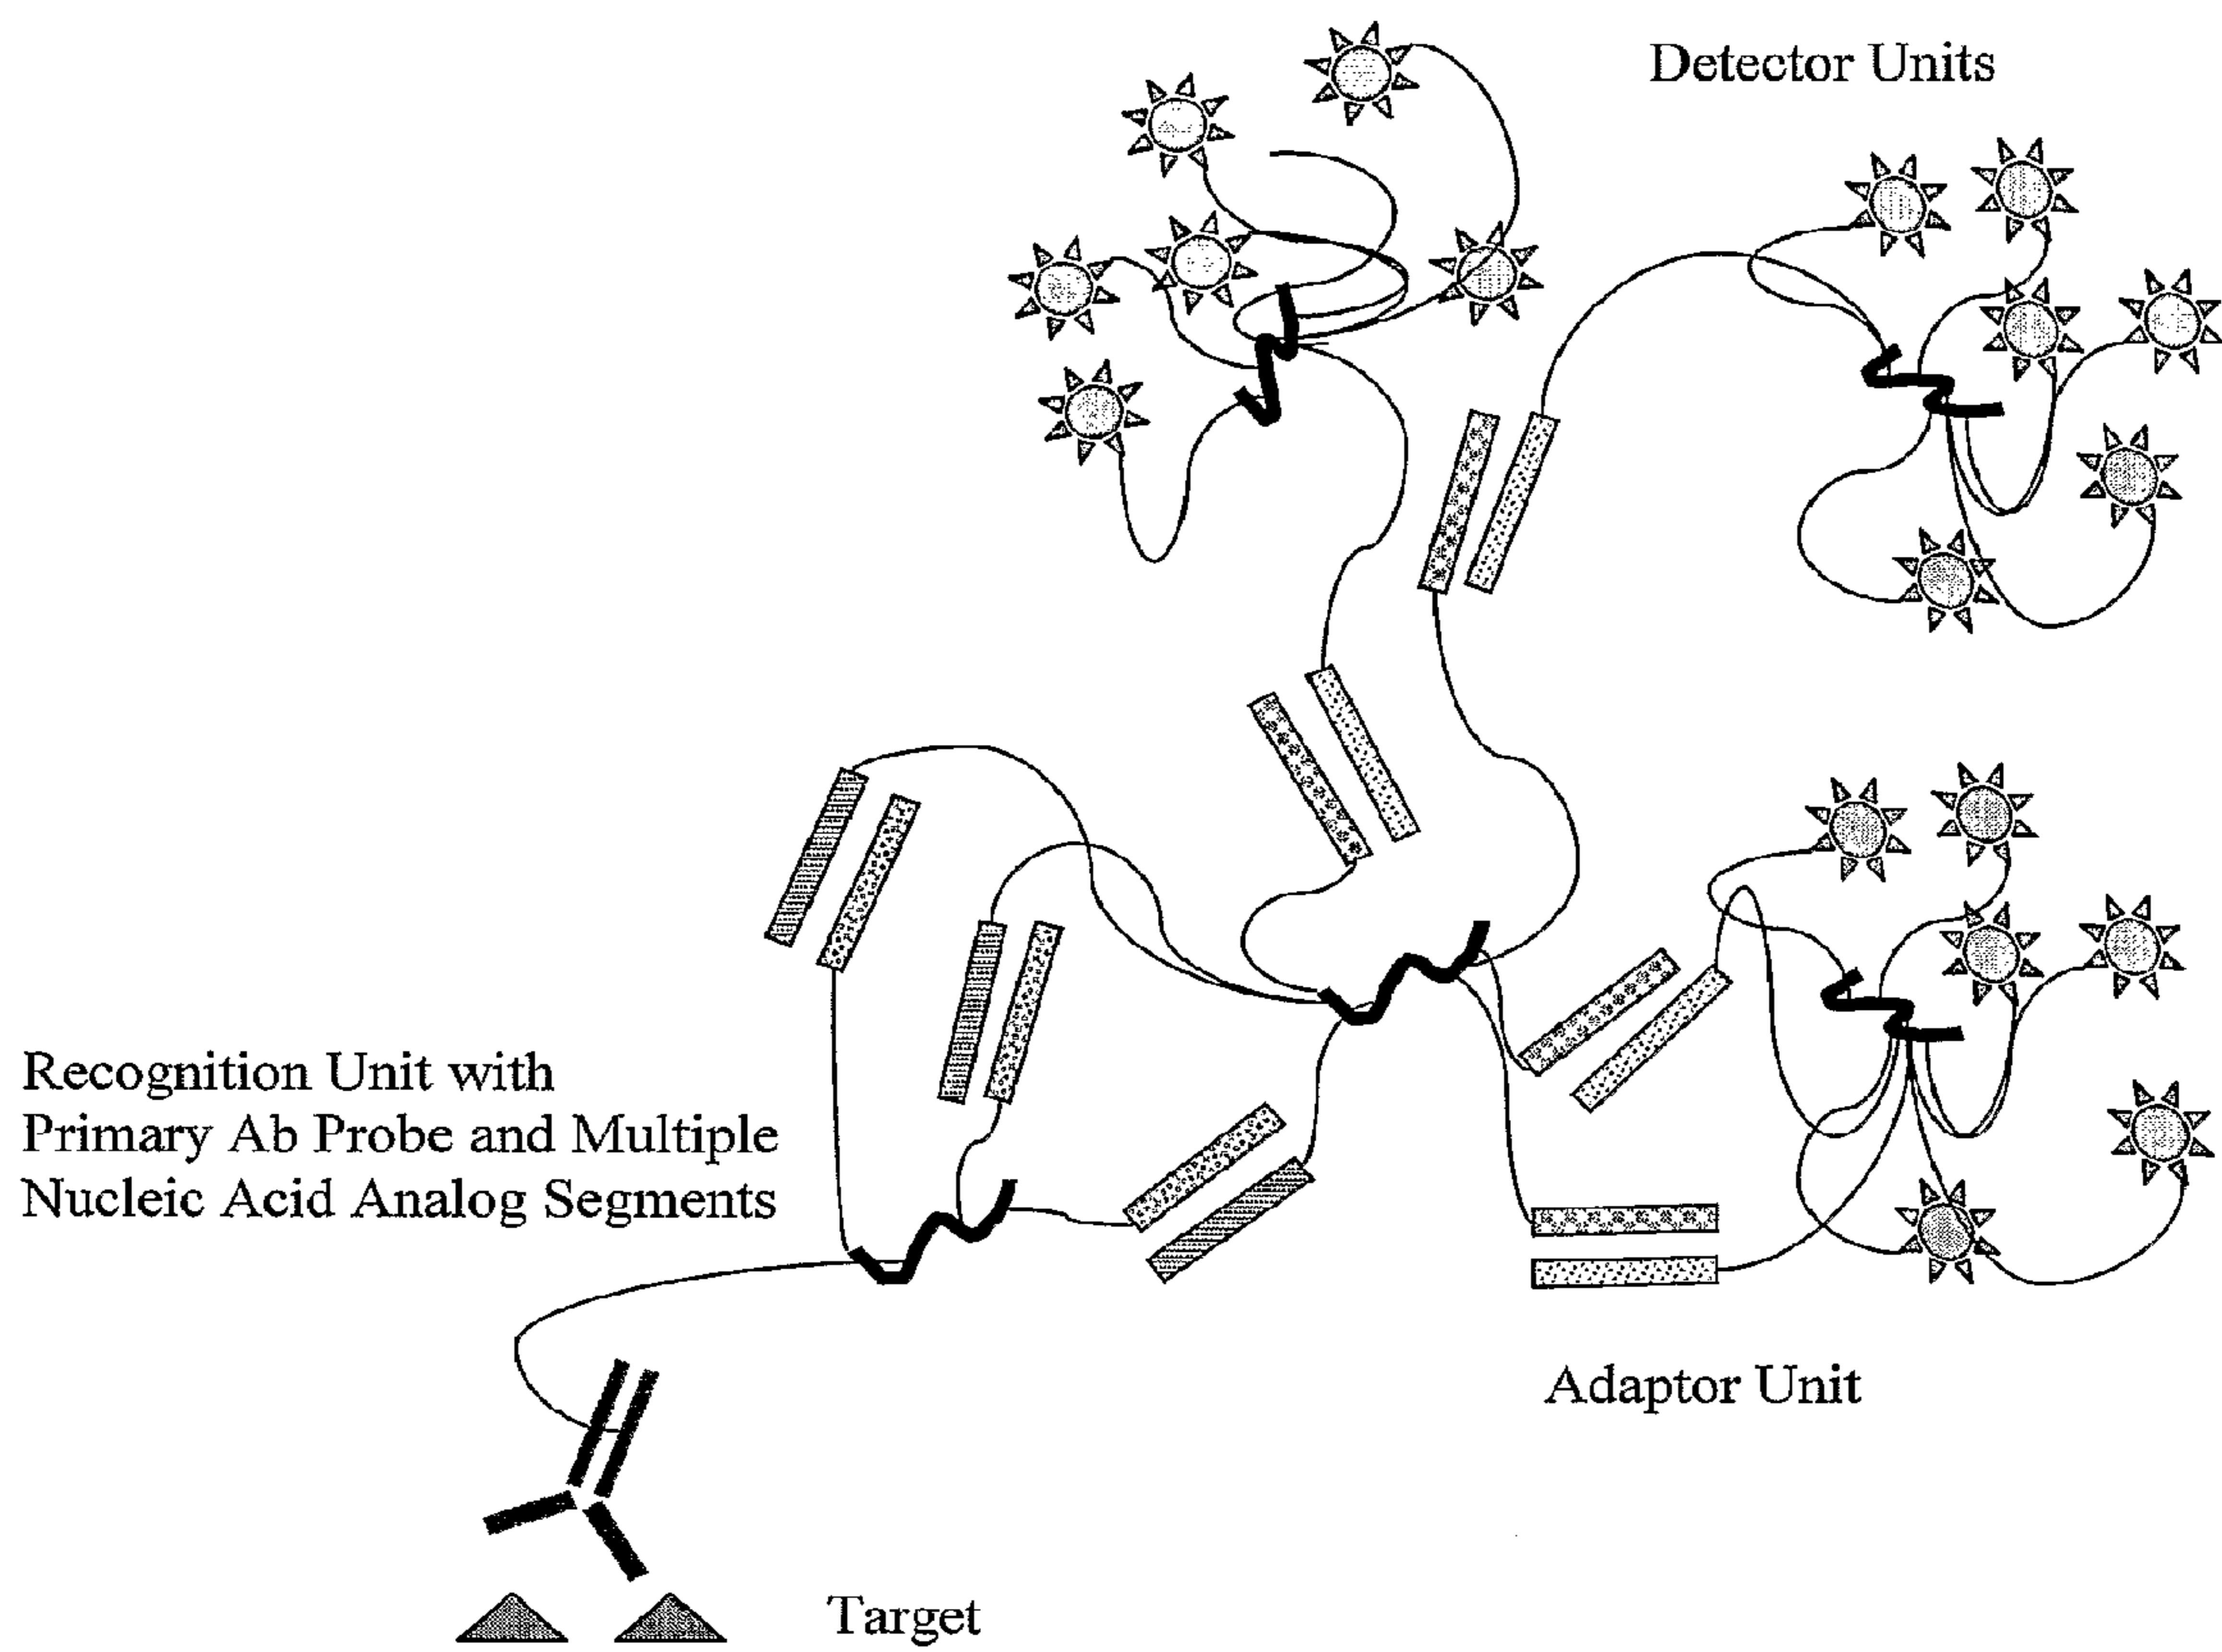 Detector Units
Recognition Unit with
Primary Ab Probe and Multiple
Nucleic Acid Analog Segments
Adaptor Unit
Target